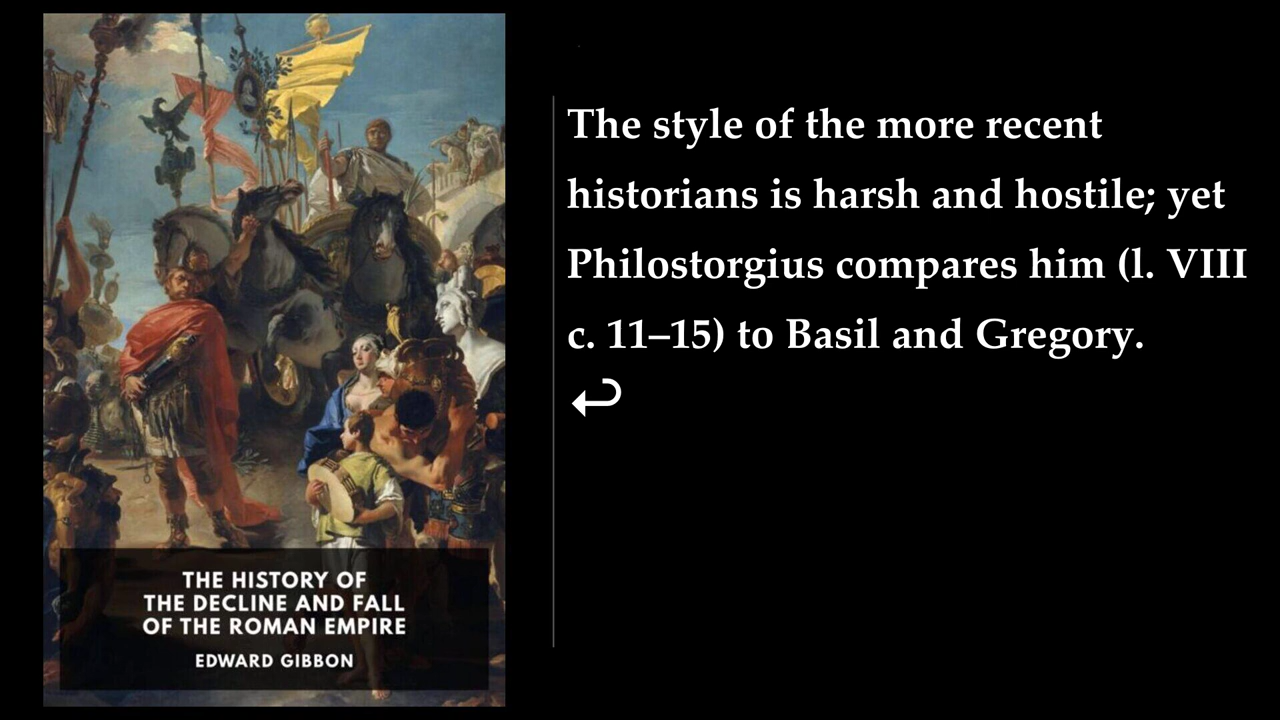 The style of the more recent
historians is harsh and hostile; yet
Philostorgius compares him (l. VIII
c. 11–15) to Basil and Gregory.
↩
THE HISTORY OF
THE DECLINE AND FALL
OF THE ROMAN EMPIRE
EDWARD GIBBON